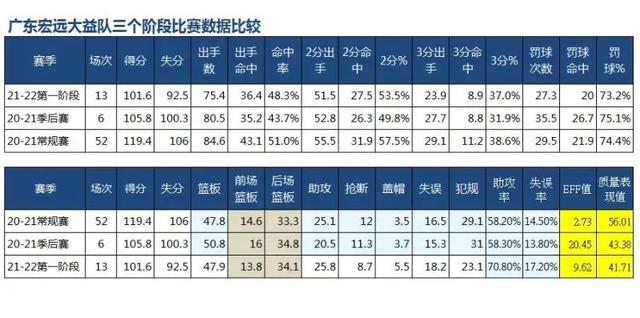 广东宏远大益队三个阶段比赛数据比较
赛季 场次 得分 失分 出手数 出手命中 命中率 2分出手 2分命中 2分% 3分出手 3分命中 3分% 罚球次数 罚球命中 罚球%
21-22第一阶段 13 101.6 92.5 75.4 36.4 48.3% 51.5 27.5 53.5% 23.9 8.9 37.0% 27.3 20 73.2%
20-21季后赛 6 105.8 100.3 80.5 35.2 43.7% 52.8 26.3 49.8% 27.7 8.8 31.9% 35.5 26.7 75.1%
20-21常规赛 52 119.4 106 84.6 43.1 51.0% 55.5 31.9 57.5% 29.1 11.2 38.6% 29.5 21.9 74.4%
赛季 场次 得分 失分 篮板 前场篮板 后场篮板 助攻 抢断 盖帽 失误 犯规 助攻率 失误率 EFF值 质量表现值
20-21常规赛 52 119.4 106 47.8 14.6 33.3 25.1 12 3.5 16.5 29.1 58.20% 14.50% 2.73 56.01
20-21季后赛 6 105.8 100.3 50.8 16 34.8 20.5 11.3 3.7 15.3 31 58.30% 13.80% 20.45 43.38
21-22第一阶段 13 101.6 92.5 47.9 13.8 34.1 25.8 8.7 5.5 18.2 23.1 70.80% 17.20% 9.62 41.71